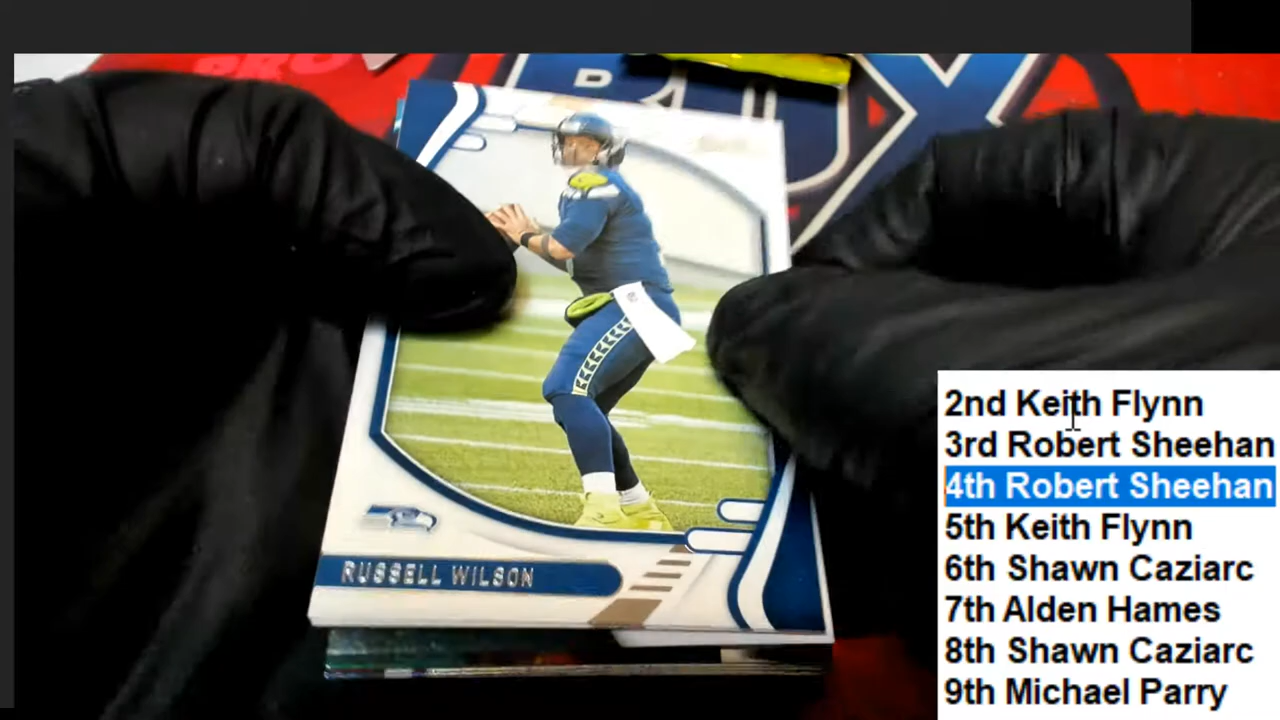 PRO
RUSSELL WILSON
2nd Keith Flynn
3rd Robert Sheehan
4th Robert Sheehan
5th Keith Flynn
6th Shawn Caziarc
7th Alden Hames
8th Shawn Caziarc
9th Michael Parry